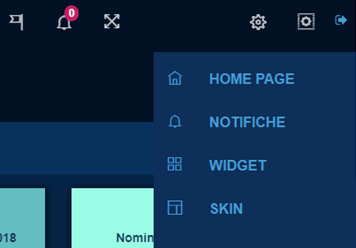 0
HOME PAGE
NOTIFICHE
WIDGET
SKIN
018
Nomin